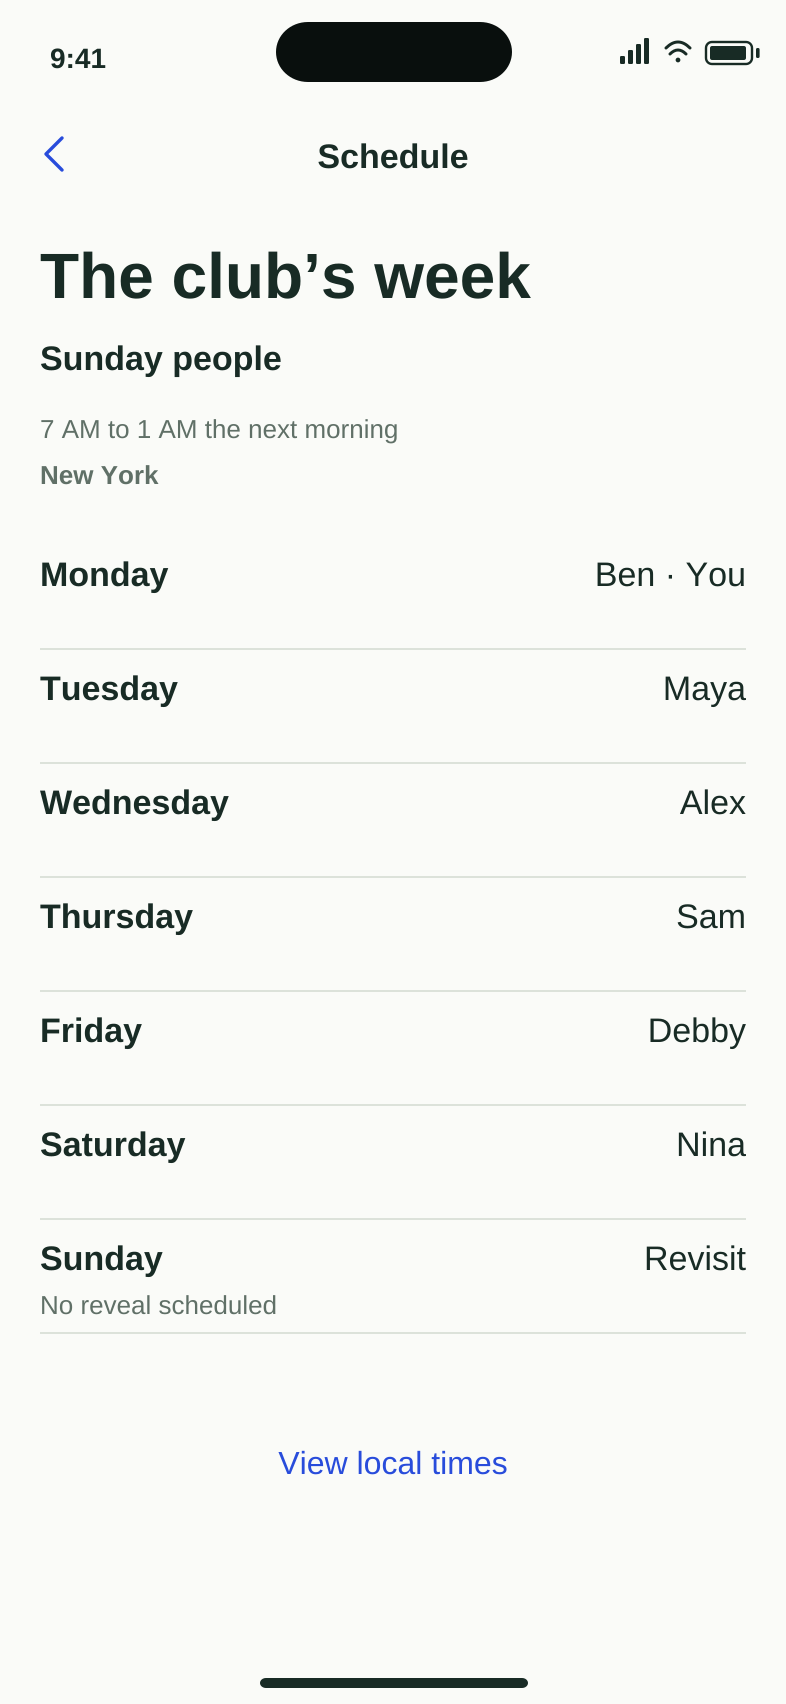 9:41
Schedule
The club’s week
Sunday people
7 AM to 1 AM the next morning
New York
Monday Ben · You
Tuesday Maya
Wednesday Alex
Thursday Sam
Friday Debby
Saturday Nina
Sunday Revisit
No reveal scheduled
View local times